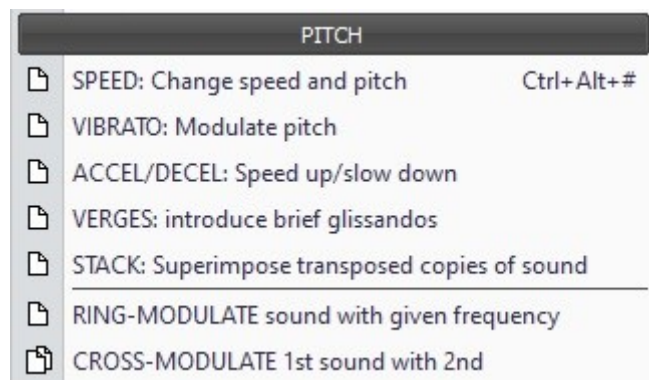 PITCH
SPEED: Change speed and pitch Ctrl+Alt+#
VIBRATO: Modulate pitch
ACCEL/DECEL: Speed up/slow down
VERGES: introduce brief glissandos
STACK: Superimpose transposed copies of sound
RING-MODULATE sound with given frequency
CROSS-MODULATE 1st sound with 2nd